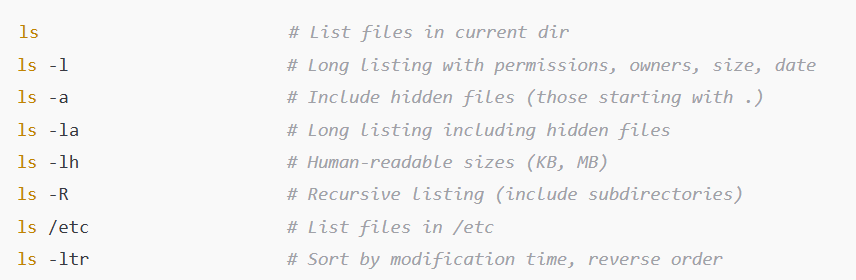 ls                        # List files in current dir
ls -l                     # Long listing with permissions, owners, size, date
ls -a                     # Include hidden files (those starting with .)
ls -la                    # Long listing including hidden files
ls -lh                    # Human-readable sizes (KB, MB)
ls -R                     # Recursive listing (include subdirectories)
ls /etc                   # List files in /etc
ls -ltr                   # Sort by modification time, reverse order